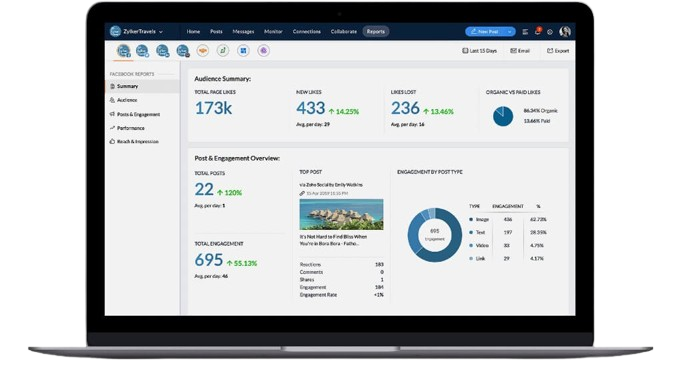 ZylkerTravels
Home Posts Messages Monitor Connections Collaborate Reports
New Post
Last 15 Days Email Export
FACEBOOK REPORTS
Summary
Audience
Posts & Engagement
Performance
Reach & Impression
Audience Summary:
TOTAL PAGE LIKES
173k
NEW LIKES
433 ↑ 14.25%
Avg. per day: 29
LIKES LOST
236 ↑ 13.46%
Avg. per day: 16
ORGANIC VS PAID LIKES
86.34% Organic
13.66% Paid
Post & Engagement Overview:
TOTAL POSTS
22 ↑ 120%
Avg. per day: 1
TOTAL ENGAGEMENT
695 ↑ 55.13%
Avg. per day: 46
TOP POST
via Zoho Social by Emily Watkins
It's Not Hard to Find Bliss When
You're in Bora Bora - Fatho...
Reactions 183
Comments 0
Shares 1
Engagement 184
Engagement Rate <1%
ENGAGEMENT BY POST TYPE
695
Engagement
TYPE ENGAGEMENT %
Image 436 62.73%
Text 197 28.35%
Video 33 4.75%
Link 29 4.17%